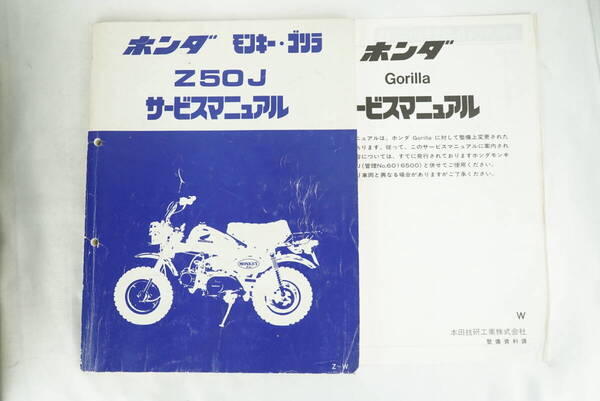 ホンダ モンキー・ゴリラ
Z50J
サービスマニュアル
MONKEY
Z-W
ホンダ
Gorilla
ービスマニュアル
ニュアルは、ホンダ Gorilla に対して整備上変更された
あります。従って、このサービスマニュアルに案内され
については、すでに発行されておりますホンダモンキ
J(管理No.6016500)と併せてご使用ください。
車両と異なる場合がありますがご了承ください。
W
本田技研工業株式会社
整備資料課